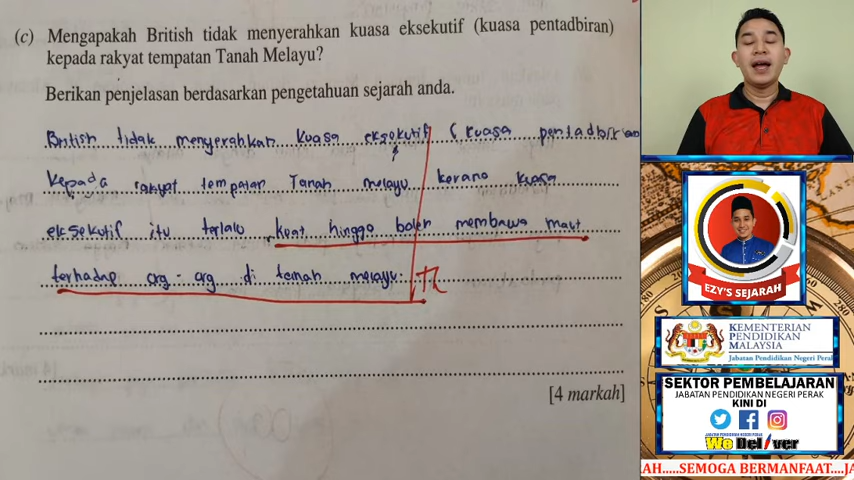 (c) Mengapakah British tidak menyerahkan kuasa eksekutif (kuasa pentadbiran)
kepada rakyat tempatan Tanah Melayu?
Berikan penjelasan berdasarkan pengetahuan sejarah anda.
British tidak menyerahkan kuasa eksekutif (kuasa pentadbiran
kepada rakyat tempatan Tanah melayu kerana kuasa
eksekutif itu terlalu kuat hingga boleh membawa maut
terhadap org-org di tanah melayu.
[4 markah]
EZY'S SEJARAH
KEMENTERIAN
PENDIDIKAN
MALAYSIA
Jabatan Pendidikan Negeri Perak
SEKTOR PEMBELAJARAN
JABATAN PENDIDIKAN NEGERI PERAK
KINI DI
We Deliver
AH.....SEMOGA BERMANFAAT....JA